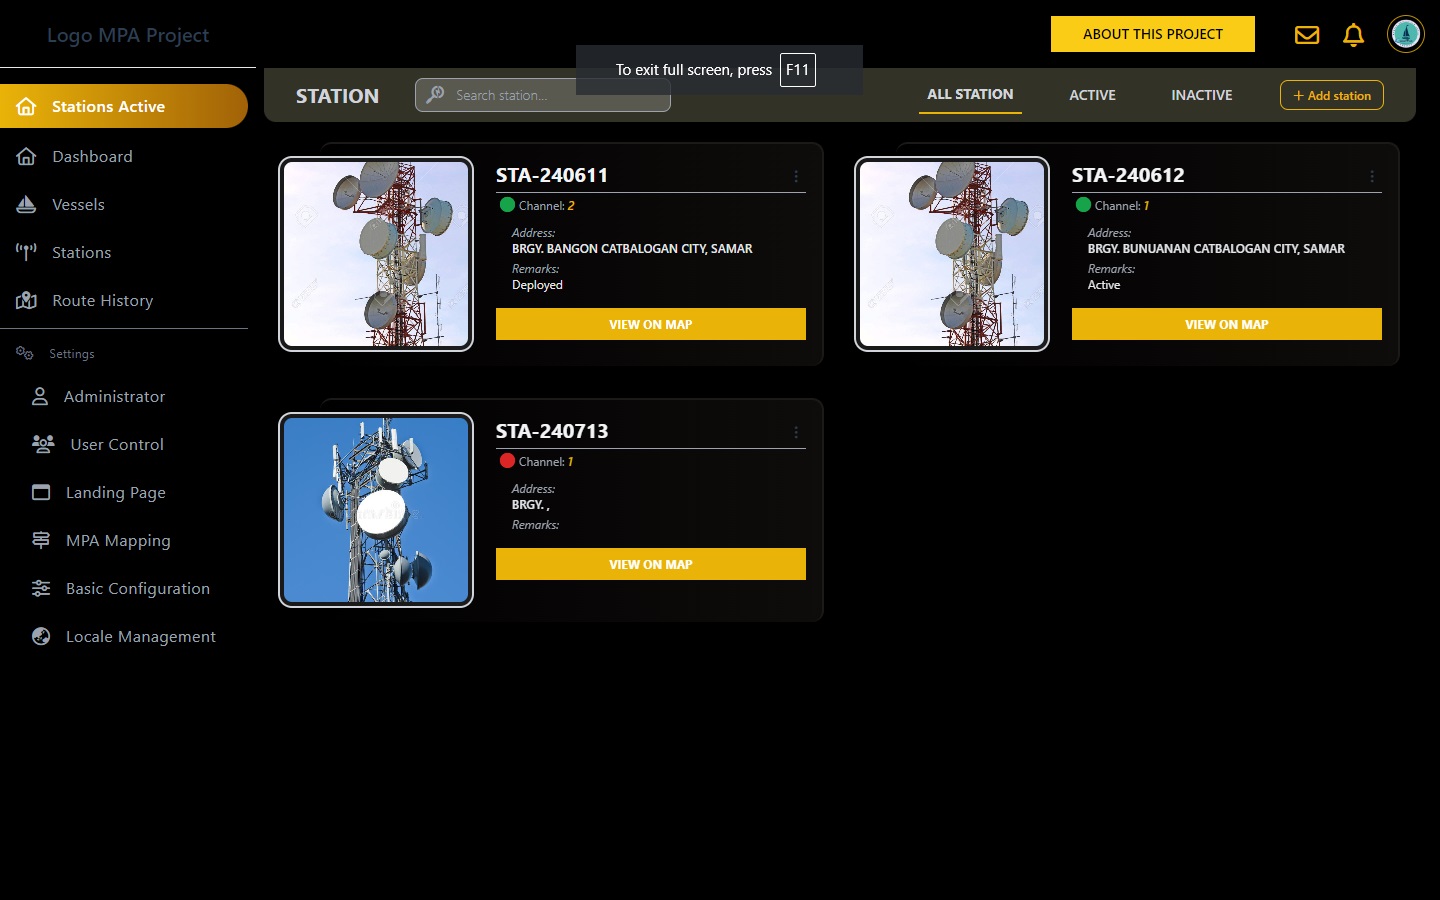 Logo MPA Project
ABOUT THIS PROJECT
To exit full screen, press F11
Stations Active
Dashboard
Vessels
Stations
Route History
Settings
Administrator
User Control
Landing Page
MPA Mapping
Basic Configuration
Locale Management
STATION
Search station...
ALL STATION
ACTIVE
INACTIVE
+ Add station
STA-240611
Channel: 2
Address:
BRGY. BANGON CATBALOGAN CITY, SAMAR
Remarks:
Deployed
VIEW ON MAP
STA-240612
Channel: 1
Address:
BRGY. BUNUANAN CATBALOGAN CITY, SAMAR
Remarks:
Active
VIEW ON MAP
STA-240713
Channel: 1
Address:
BRGY. ,
Remarks:
VIEW ON MAP